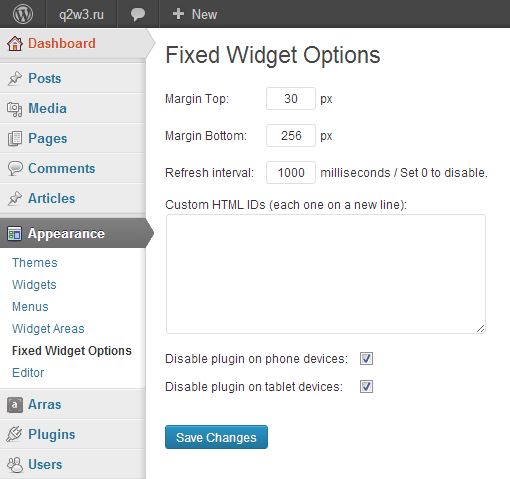 q2w3.ru + New
Dashboard
Posts
Media
Pages
Comments
Articles
Appearance
Themes
Widgets
Menus
Widget Areas
Fixed Widget Options
Editor
a Arras
Plugins
Users
Fixed Widget Options
Margin Top: 30 px
Margin Bottom: 256 px
Refresh interval: 1000 milliseconds / Set 0 to disable.
Custom HTML IDs (each one on a new line):
Disable plugin on phone devices:
Disable plugin on tablet devices:
Save Changes